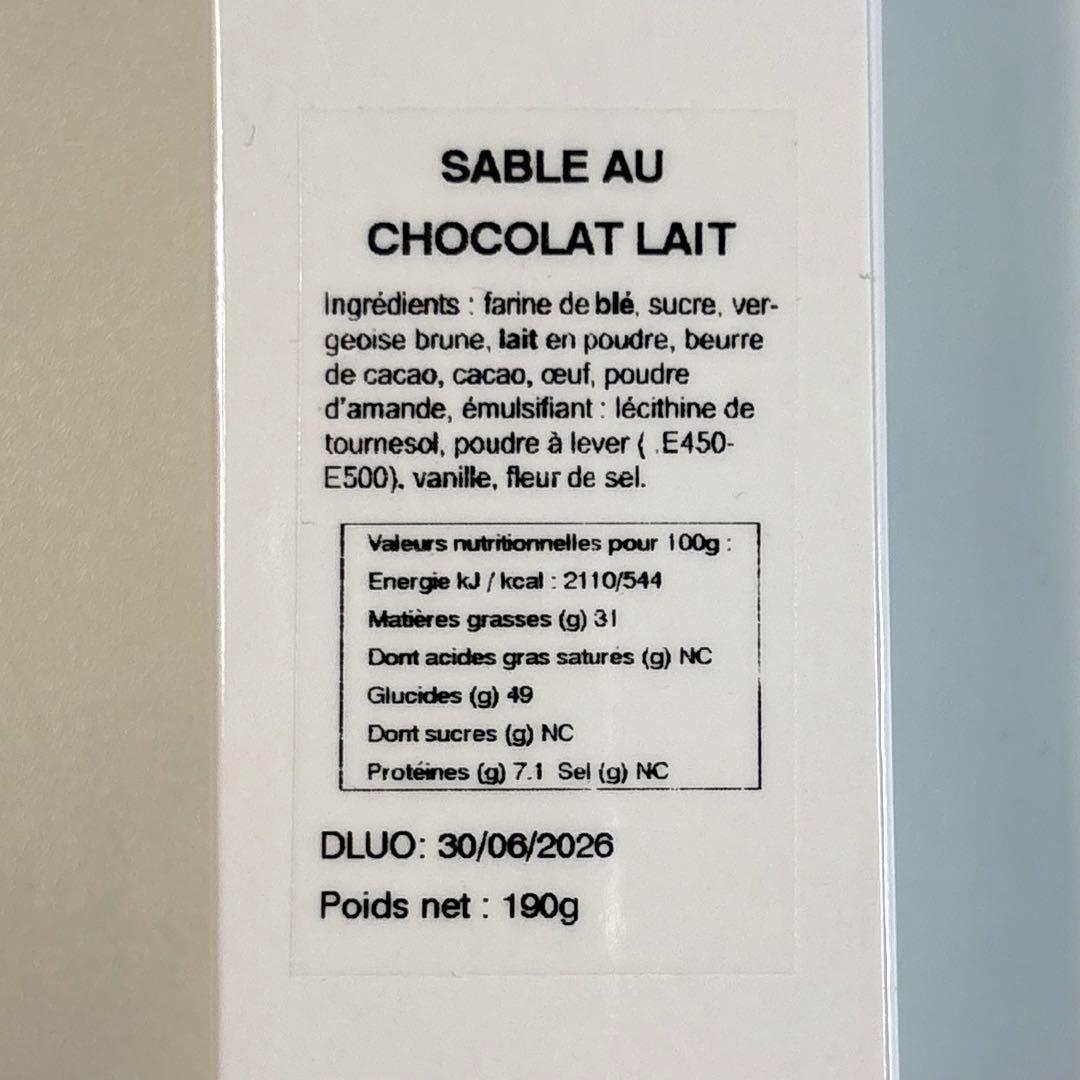 SABLE AU
CHOCOLAT LAIT
Ingrédients : farine de blé, sucre, ver-
geoise brune, lait en poudre, beurre
de cacao, cacao, œuf, poudre
d'amande, émulsifiant : lécithine de
tournesol, poudre à lever ( .E450-
E500), vanille, fleur de sel.
Valeurs nutritionnelles pour 100g :
Energie kJ / kcal : 2110/544
Matières grasses (g) 31
Dont acides gras saturés (g) NC
Glucides (g) 49
Dont sucres (g) NC
Protéines (g) 7.1 Sel (g) NC
DLUO: 30/06/2026
Poids net : 190g